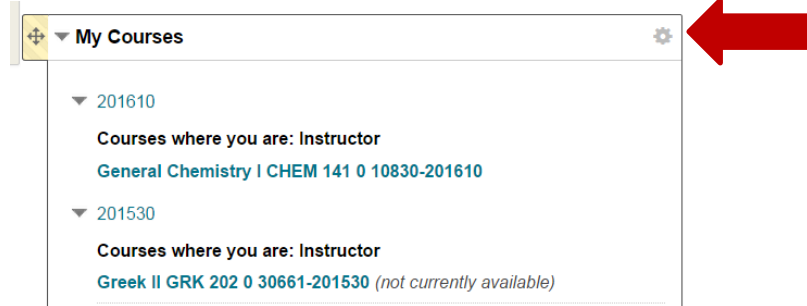 My Courses
201610
Courses where you are: Instructor
General Chemistry I CHEM 141 0 10830-201610
201530
Courses where you are: Instructor
Greek II GRK 202 0 30661-201530 (not currently available)